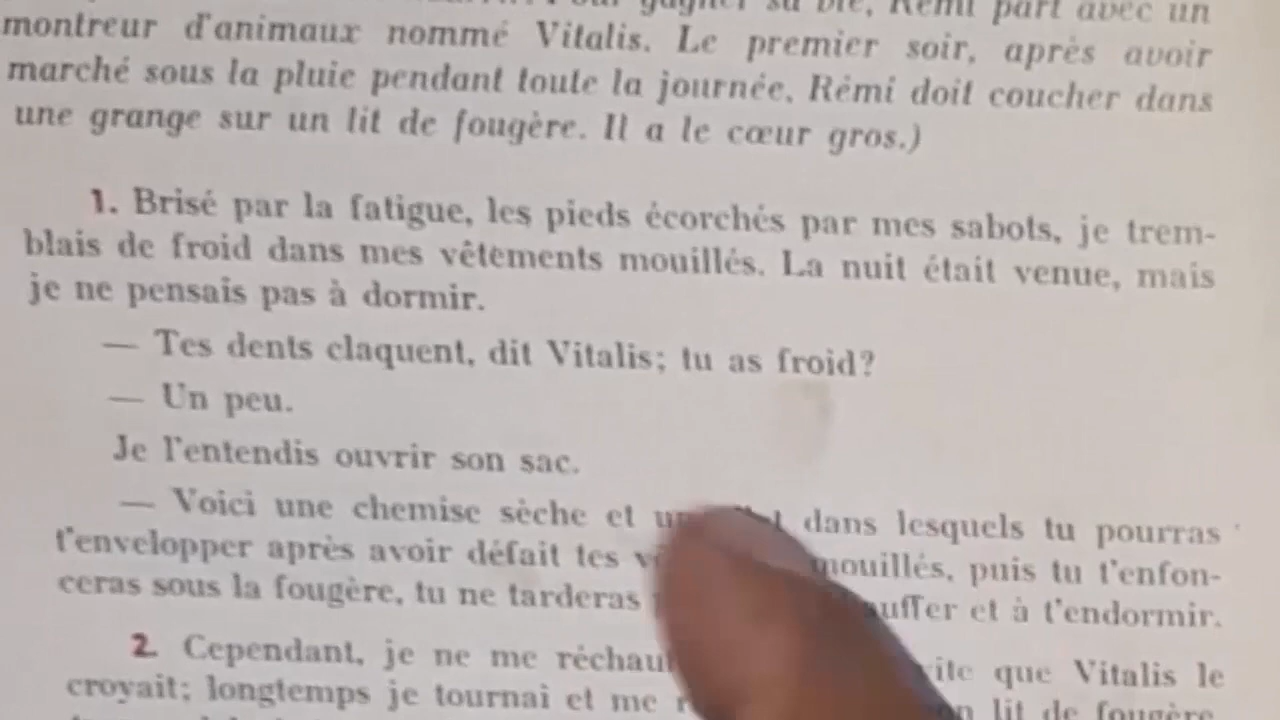 sa vie, Rémi part avec un
montreur d'animaux nommé Vitalis. Le premier soir, après avoir
marché sous la pluie pendant toute la journée, Rémi doit coucher dans
une grange sur un lit de fougère. Il a le cœur gros.)
1. Brisé par la fatigue, les pieds écorchés par mes sabots, je trem-
blais de froid dans mes vêtements mouillés. La nuit était venue, mais
je ne pensais pas à dormir.
— Tes dents claquent, dit Vitalis; tu as froid?
— Un peu.
Je l'entendis ouvrir son sac.
— Voici une chemise sèche et dans lesquels tu pourras
t'envelopper après avoir défait tes mouillés, puis tu t'enfon-
ceras sous la fougère, tu ne tarderas et à t'endormir.
2. Cependant, je ne me que Vitalis le
croyait; longtemps je tournai et me lit de fougère,